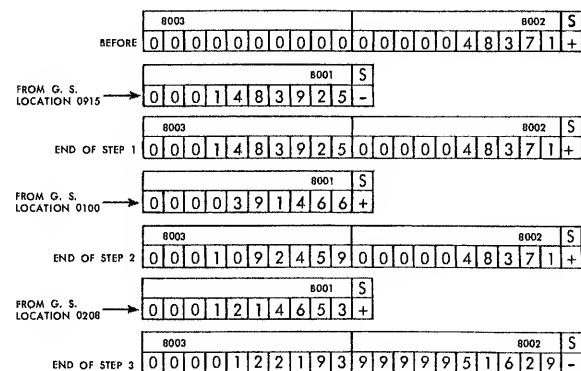 8003 8002 S
BEFORE 0 0 0 0 0 0 0 0 0 0 0 0 0 0 0 4 8 3 7 1 +
8001 S
FROM G. S.
LOCATION 0915 0 0 0 1 4 8 3 9 2 5 -
8003 8002 S
END OF STEP 1 0 0 0 1 4 8 3 9 2 5 0 0 0 0 0 4 8 3 7 1 +
8001 S
FROM G. S.
LOCATION 0100 0 0 0 0 3 9 1 4 6 6 +
8003 8002 S
END OF STEP 2 0 0 0 1 0 9 2 4 5 9 0 0 0 0 0 4 8 3 7 1 +
8001 S
FROM G. S.
LOCATION 0208 0 0 0 1 2 1 4 6 5 3 +
8003 8002 S
END OF STEP 3 0 0 0 0 1 2 2 1 9 3 9 9 9 9 9 5 1 6 2 9 -